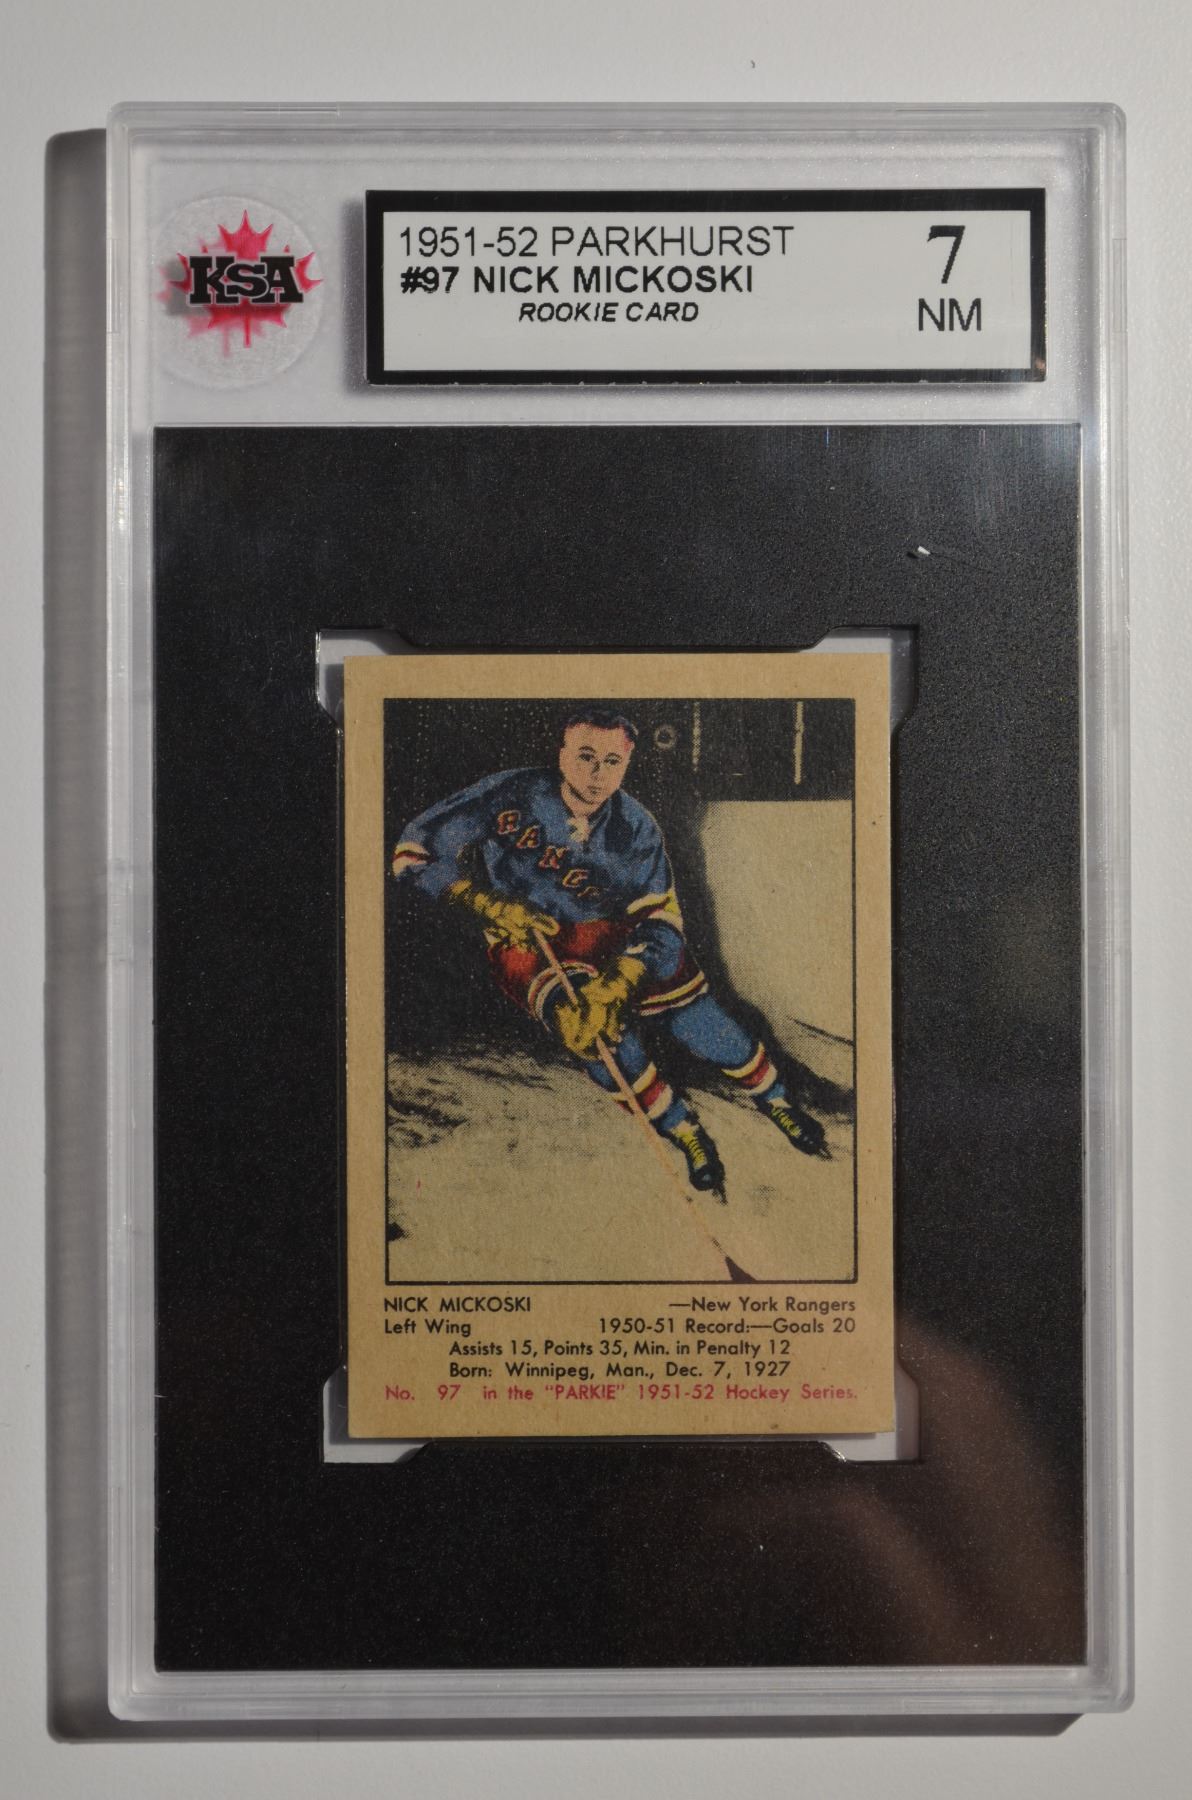 KSA
1951-52 PARKHURST
#97 NICK MICKOSKI
ROOKIE CARD
7
NM
RANGE
NICK MICKOSKI —New York Rangers
Left Wing 1950-51 Record:—Goals 20
Assists 15, Points 35, Min. in Penalty 12
Born: Winnipeg, Man., Dec. 7, 1927
No. 97 in the "PARKIE" 1951-52 Hockey Series.